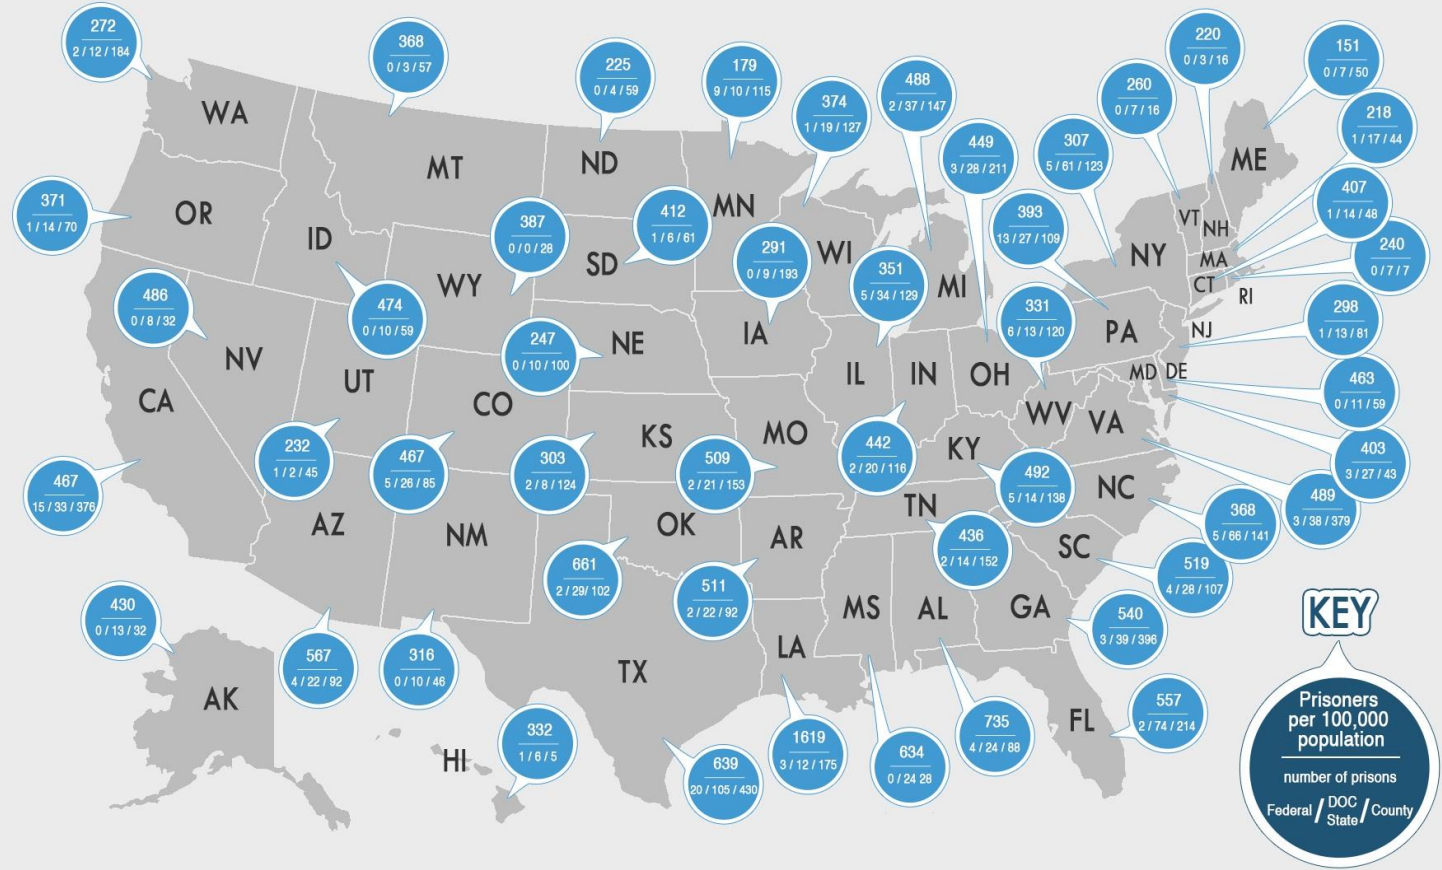 272
2 / 12 / 184
368
0 / 3 / 57
225
0 / 4 / 59
179
9 / 10 / 115
374
1 / 19 / 127
488
2 / 37 / 147
449
3 / 28 / 211
307
5 / 61 / 123
260
0 / 7 / 16
220
0 / 3 / 16
151
0 / 7 / 50
218
1 / 17 / 44
407
1 / 14 / 48
240
0 / 7 / 7
393
13 / 27 / 109
371
1 / 14 / 70
387
0 / 0 / 28
412
1 / 6 / 61
291
0 / 9 / 193
351
5 / 34 / 129
331
6 / 13 / 120
298
1 / 13 / 81
486
0 / 8 / 32
474
0 / 10 / 59
247
0 / 10 / 100
463
0 / 11 / 59
403
3 / 27 / 43
467
15 / 33 / 376
232
1 / 2 / 45
467
5 / 26 / 85
303
2 / 8 / 124
509
2 / 21 / 153
442
2 / 20 / 116
492
5 / 14 / 138
489
3 / 38 / 379
368
5 / 66 / 141
436
2 / 14 / 152
519
4 / 28 / 107
661
2 / 29/ 102
511
2 / 22 / 92
540
3 / 39 / 396
430
0 / 13 / 32
567
4 / 22 / 92
316
0 / 10 / 46
332
1 / 6 / 5
639
20 / 105 / 430
1619
3 / 12 / 175
634
0 / 24 28
735
4 / 24 / 88
557
2 / 74 / 214
WA
MT
ND
MN
ME
OR
ID
SD
WI
VT
NH
WY
MI
NY
MA
CT
RI
NV
UT
NE
IA
PA
NJ
CA
CO
IL
IN
OH
MD
DE
KS
MO
WV
VA
KY
AZ
NM
OK
AR
TN
NC
SC
MS
AL
GA
LA
TX
AK
HI
FL
KEY
Prisoners
per 100,000
population
number of prisons
Federal / DOC State / County